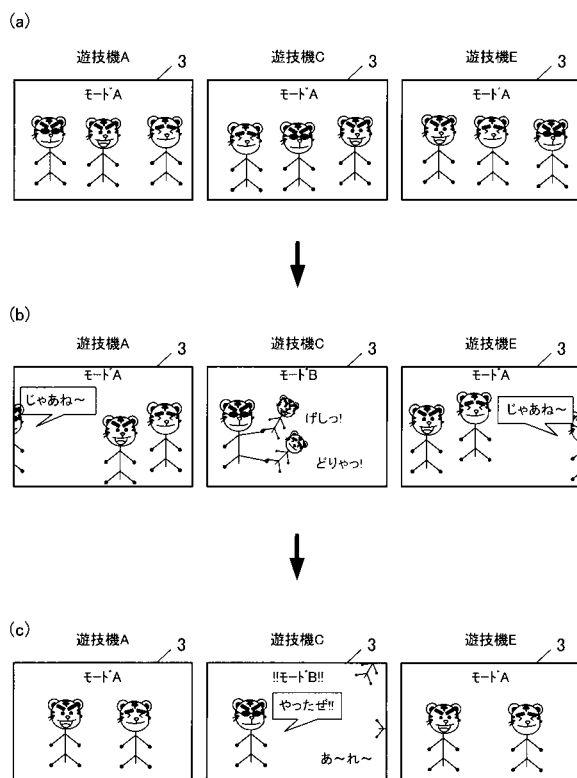 (a)
遊技機A 3 遊技機C 3 遊技機E 3
モードA モードA モードA
(b)
遊技機A 3 遊技機C 3 遊技機E 3
モードA モードB モードA
じゃあね〜 げしっ! じゃあね〜
どりゃっ!
(c)
遊技機A 3 遊技機C 3 遊技機E 3
モードA !!モードB!! モードA
やったぜ!!
あ〜れ〜